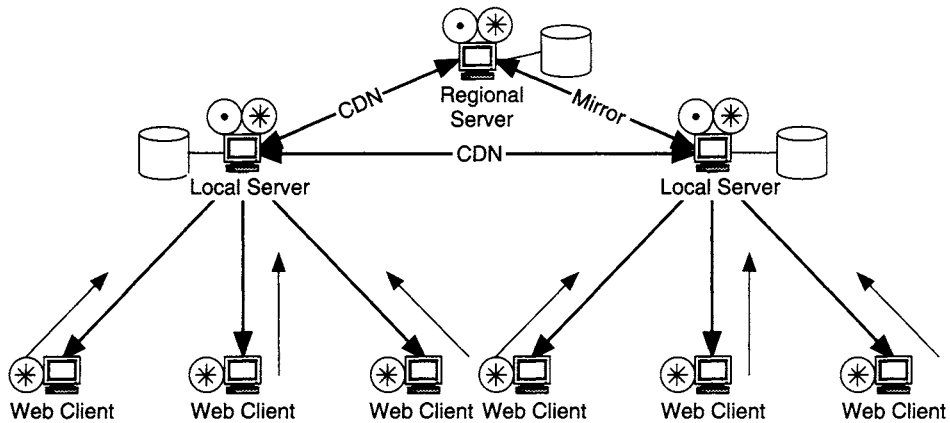 CDN
Regional
Server
Mirror
CDN
Local Server
Local Server
Web Client
Web Client
Web Client
Web Client
Web Client
Web Client